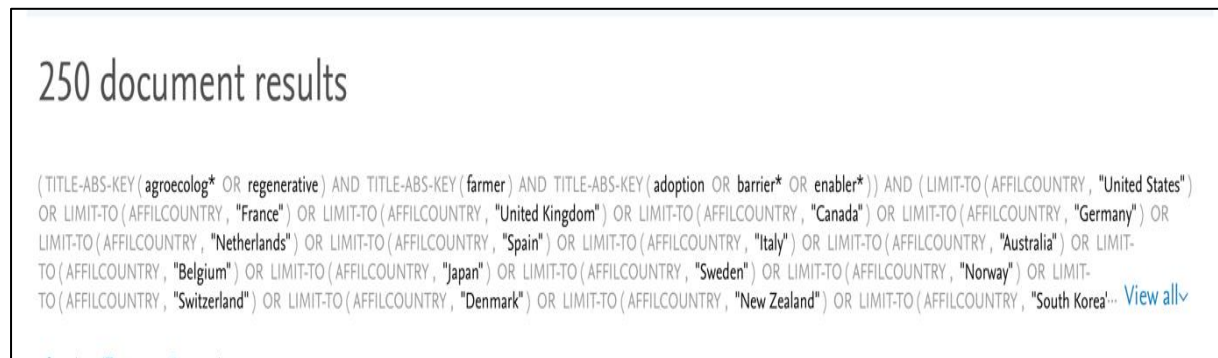 250 document results
( TITLE-ABS-KEY ( agroecolog* OR regenerative ) AND TITLE-ABS-KEY ( farmer ) AND TITLE-ABS-KEY ( adoption OR barrier* OR enabler* ) ) AND ( LIMIT-TO ( AFFILCOUNTRY , "United States" )
OR LIMIT-TO ( AFFILCOUNTRY , "France" ) OR LIMIT-TO ( AFFILCOUNTRY , "United Kingdom" ) OR LIMIT-TO ( AFFILCOUNTRY , "Canada" ) OR LIMIT-TO ( AFFILCOUNTRY , "Germany" ) OR
LIMIT-TO ( AFFILCOUNTRY , "Netherlands" ) OR LIMIT-TO ( AFFILCOUNTRY , "Spain" ) OR LIMIT-TO ( AFFILCOUNTRY , "Italy" ) OR LIMIT-TO ( AFFILCOUNTRY , "Australia" ) OR LIMIT-
TO ( AFFILCOUNTRY , "Belgium" ) OR LIMIT-TO ( AFFILCOUNTRY , "Japan" ) OR LIMIT-TO ( AFFILCOUNTRY , "Sweden" ) OR LIMIT-TO ( AFFILCOUNTRY , "Norway" ) OR LIMIT-
TO ( AFFILCOUNTRY , "Switzerland" ) OR LIMIT-TO ( AFFILCOUNTRY , "Denmark" ) OR LIMIT-TO ( AFFILCOUNTRY , "New Zealand" ) OR LIMIT-TO ( AFFILCOUNTRY , "South Korea'... View all